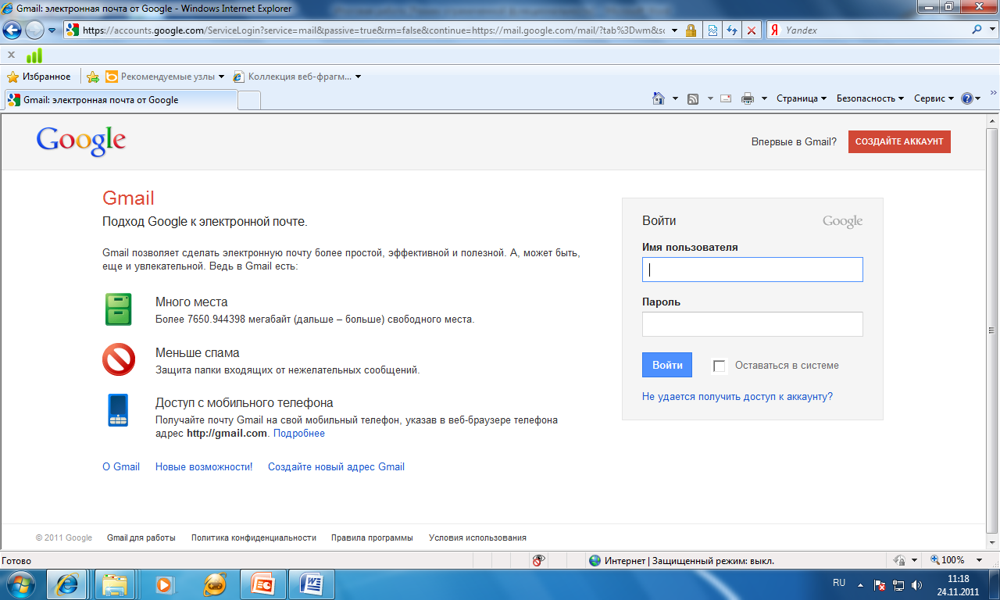 Gmail: электронная почта от Google - Windows Internet Explorer
https://accounts.google.com/ServiceLogin?service=mail&passive=true&rm=false&continue=https://mail.google.com/mail/?tab%3Dwm&sc
Yandex
Избранное
Рекомендуемые узлы
Коллекция веб-фрагм...
Gmail: электронная почта от Google
Страница
Безопасность
Сервис
Google
Впервые в Gmail?
СОЗДАЙТЕ АККАУНТ
Gmail
Подход Google к электронной почте.
Gmail позволяет сделать электронную почту более простой, эффективной и полезной. А, может быть,
еще и увлекательной. Ведь в Gmail есть:
Много места
Более 7650.944398 мегабайт (дальше – больше) свободного места.
Меньше спама
Защита папки входящих от нежелательных сообщений.
Доступ с мобильного телефона
Получайте почту Gmail на свой мобильный телефон, указав в веб-браузере телефона
адрес http://gmail.com. Подробнее
О Gmail
Новые возможности!
Создайте новый адрес Gmail
Войти
Google
Имя пользователя
Пароль
Войти
Оставаться в системе
Не удается получить доступ к аккаунту?
© 2011 Google
Gmail для работы
Политика конфиденциальности
Правила программы
Условия использования
Готово
Интернет | Защищенный режим: выкл.
100%
RU
11:18
24.11.2011